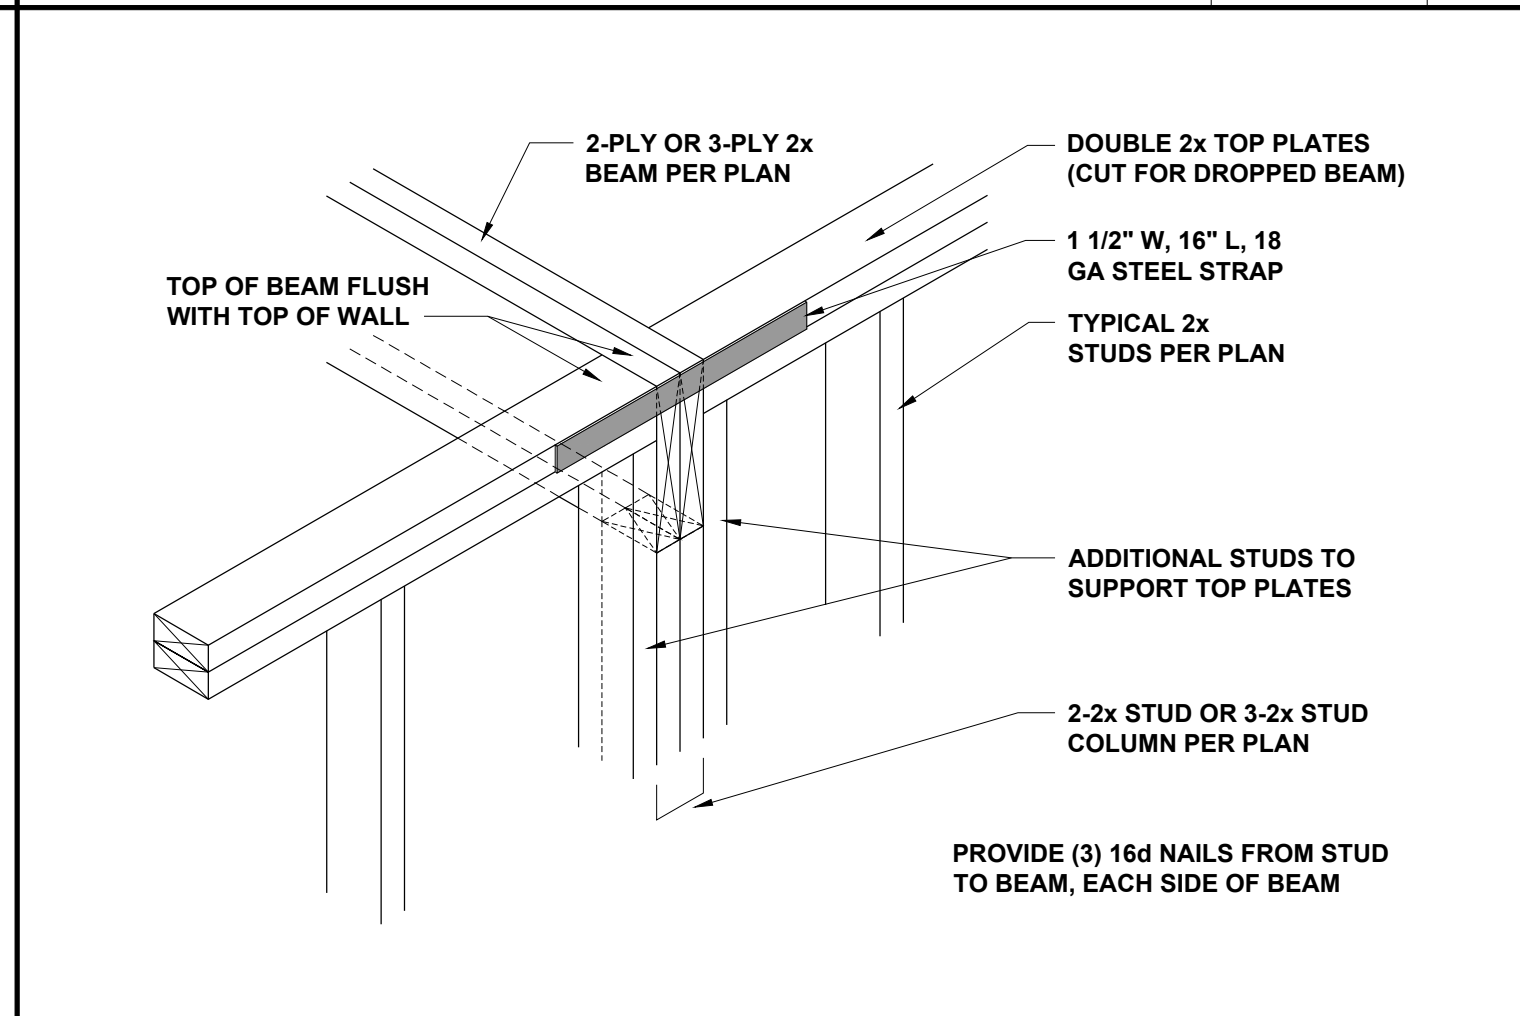 2-PLY OR 3-PLY 2x
BEAM PER PLAN
DOUBLE 2x TOP PLATES
(CUT FOR DROPPED BEAM)
1 1/2" W, 16" L, 18
GA STEEL STRAP
TOP OF BEAM FLUSH
WITH TOP OF WALL
TYPICAL 2x
STUDS PER PLAN
ADDITIONAL STUDS TO
SUPPORT TOP PLATES
2-2x STUD OR 3-2x STUD
COLUMN PER PLAN
PROVIDE (3) 16d NAILS FROM STUD
TO BEAM, EACH SIDE OF BEAM